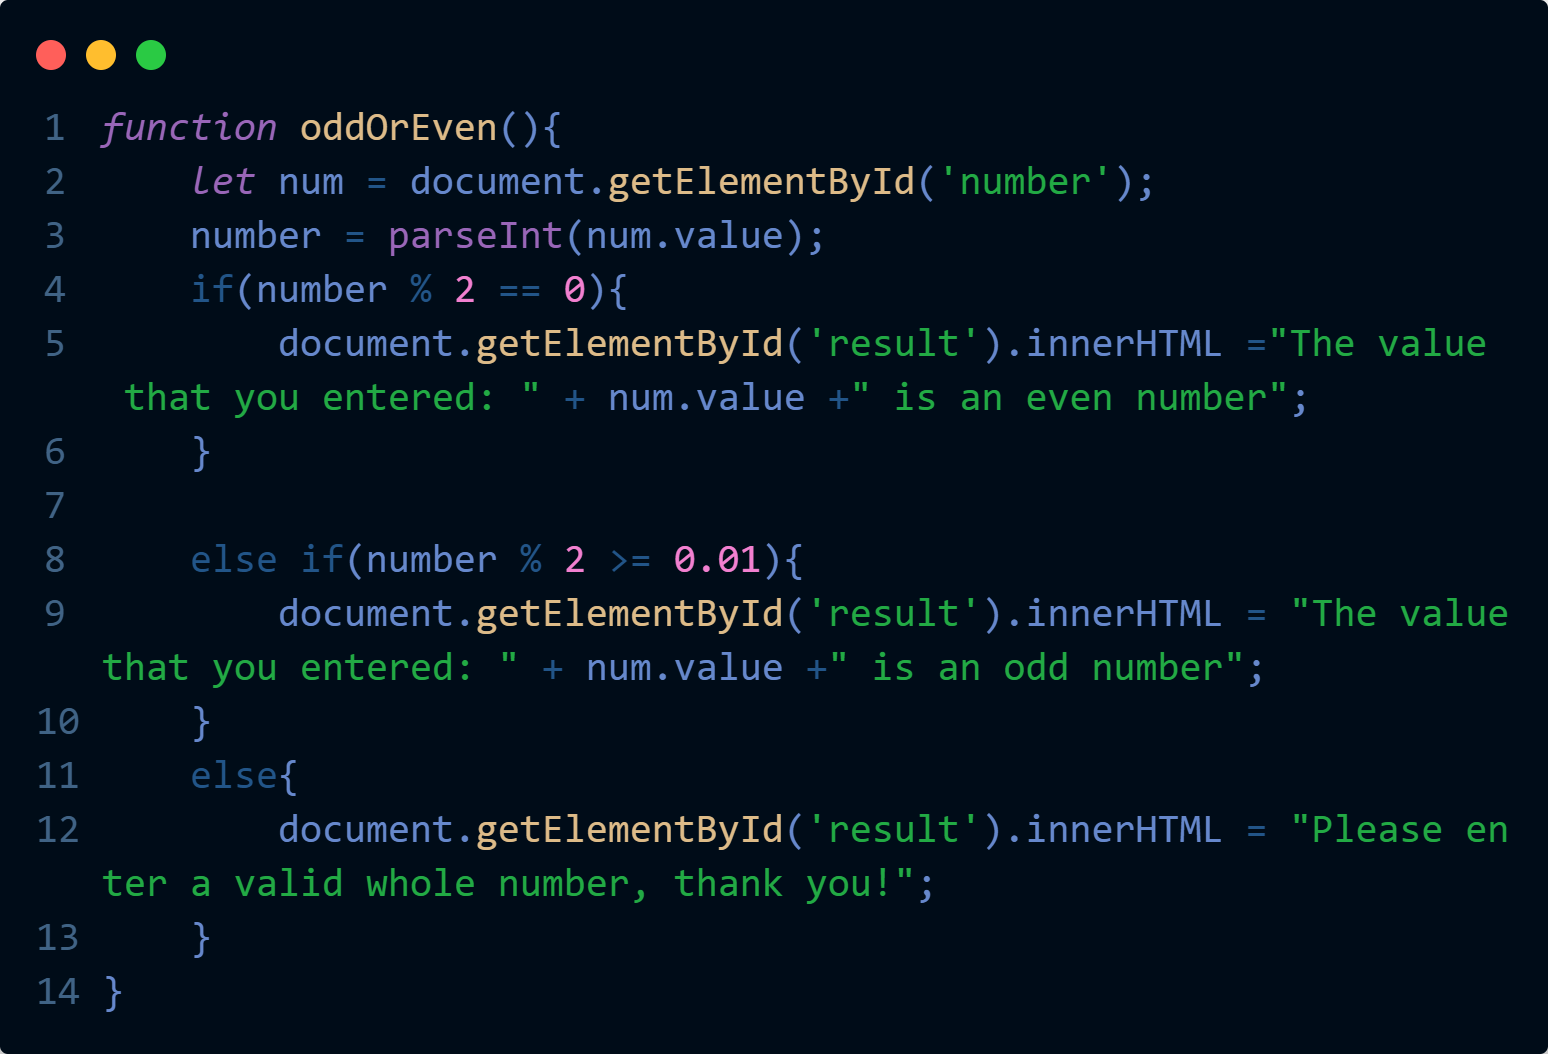 1 function oddOrEven(){
2     let num = document.getElementById('number');
3     number = parseInt(num.value);
4     if(number % 2 == 0){
5         document.getElementById('result').innerHTML ="The value
 that you entered: " + num.value +" is an even number";
6     }
7
8     else if(number % 2 >= 0.01){
9         document.getElementById('result').innerHTML = "The value
that you entered: " + num.value +" is an odd number";
10     }
11     else{
12         document.getElementById('result').innerHTML = "Please en
ter a valid whole number, thank you!";
13     }
14 }